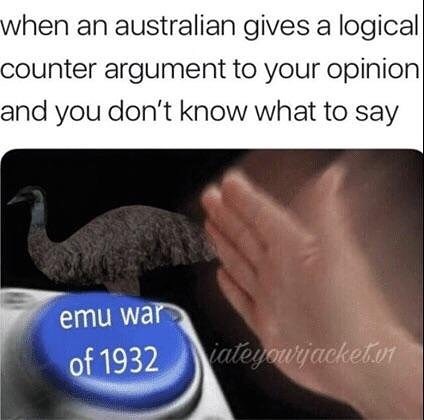 when an australian gives a logical
counter argument to your opinion
and you don't know what to say
emu war
of 1932
iateyourjacket.01